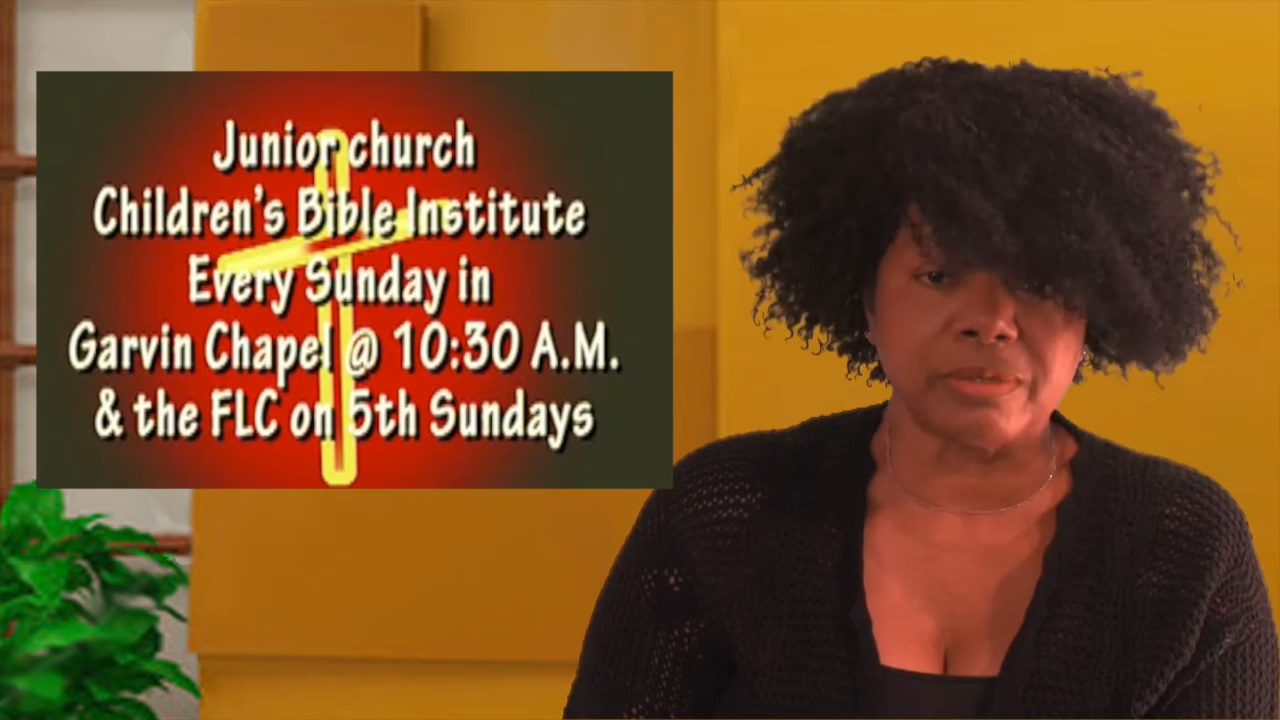 Junior church
Children's Bible Institute
Every Sunday in
Garvin Chapel @ 10:30 A.M.
& the FLC on 5th Sundays